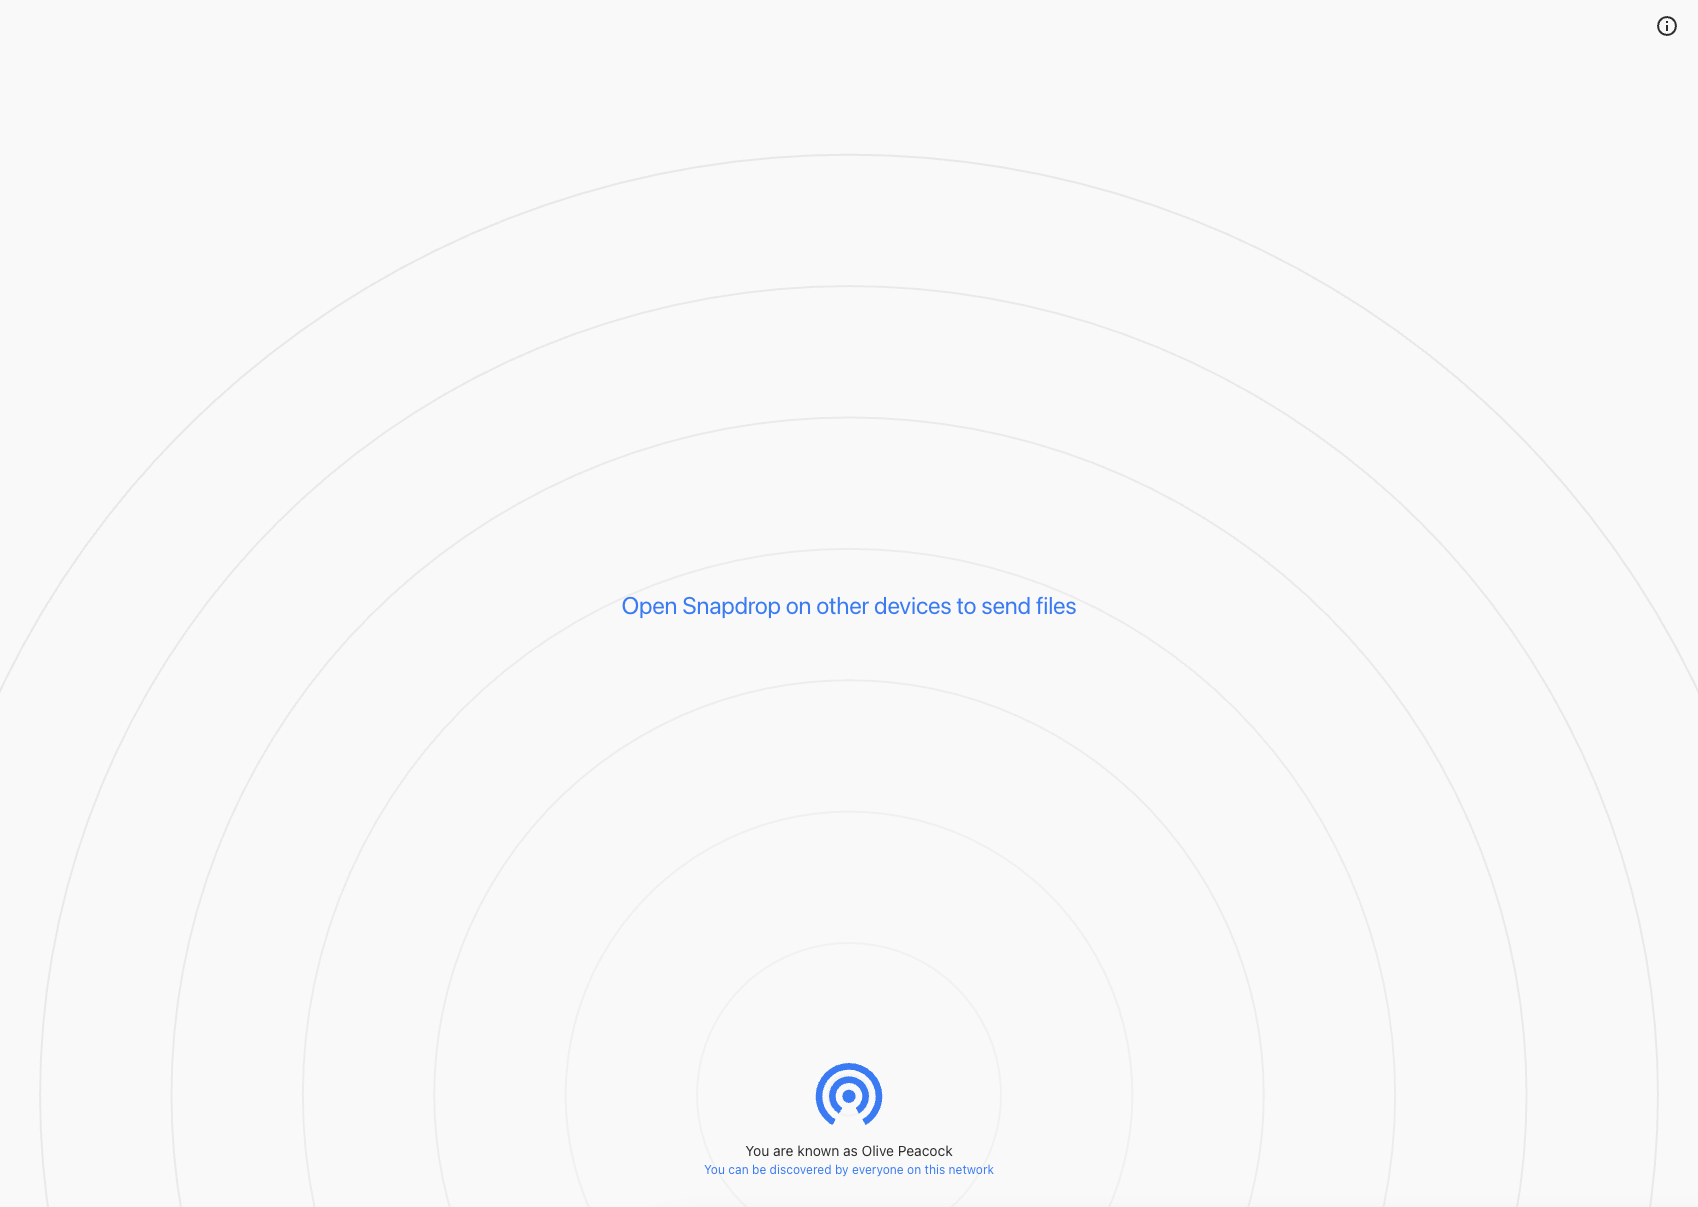 Open Snapdrop on other devices to send files
You are known as Olive Peacock
You can be discovered by everyone on this network